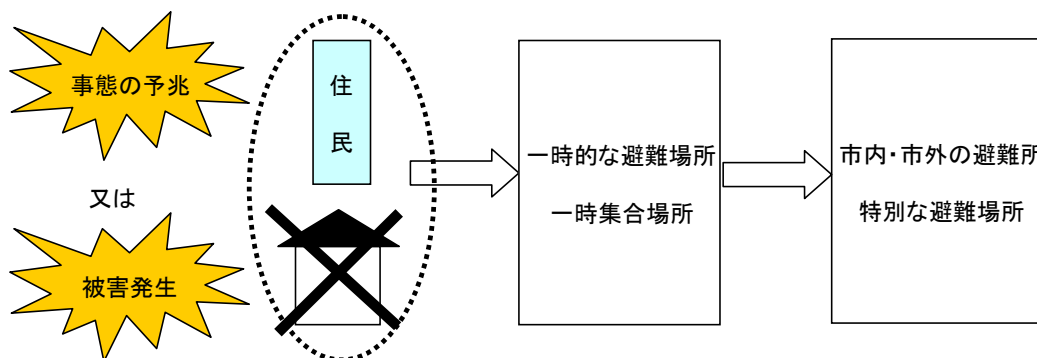 事態の予兆
又は
被害発生
住
民
一時的な避難場所
一時集合場所
市内・市外の避難所
特別な避難場所